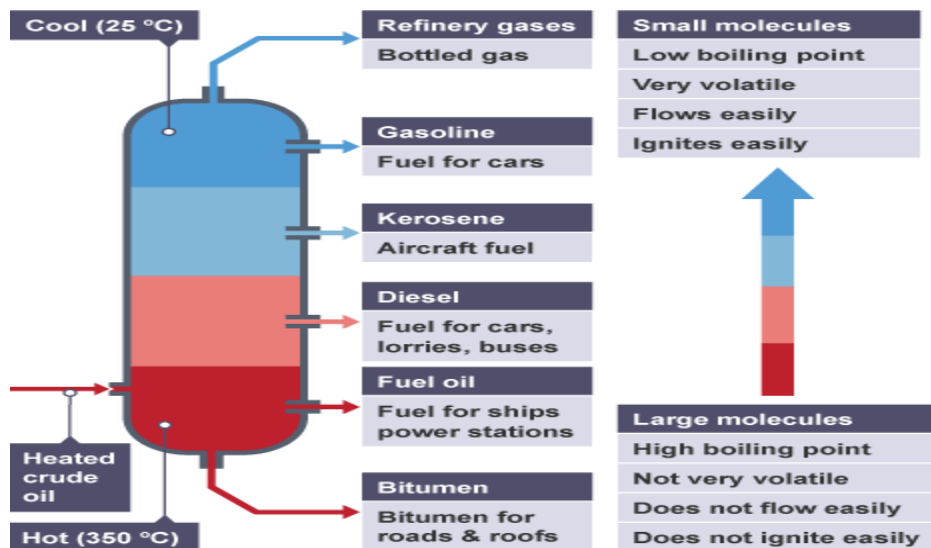 Cool (25 ºC)
Refinery gases
Bottled gas
Gasoline
Fuel for cars
Kerosene
Aircraft fuel
Diesel
Fuel for cars,
lorries, buses
Fuel oil
Fuel for ships
power stations
Bitumen
Bitumen for
roads & roofs
Heated
crude
oil
Hot (350 ºC)
Small molecules
Low boiling point
Very volatile
Flows easily
Ignites easily
Large molecules
High boiling point
Not very volatile
Does not flow easily
Does not ignite easily